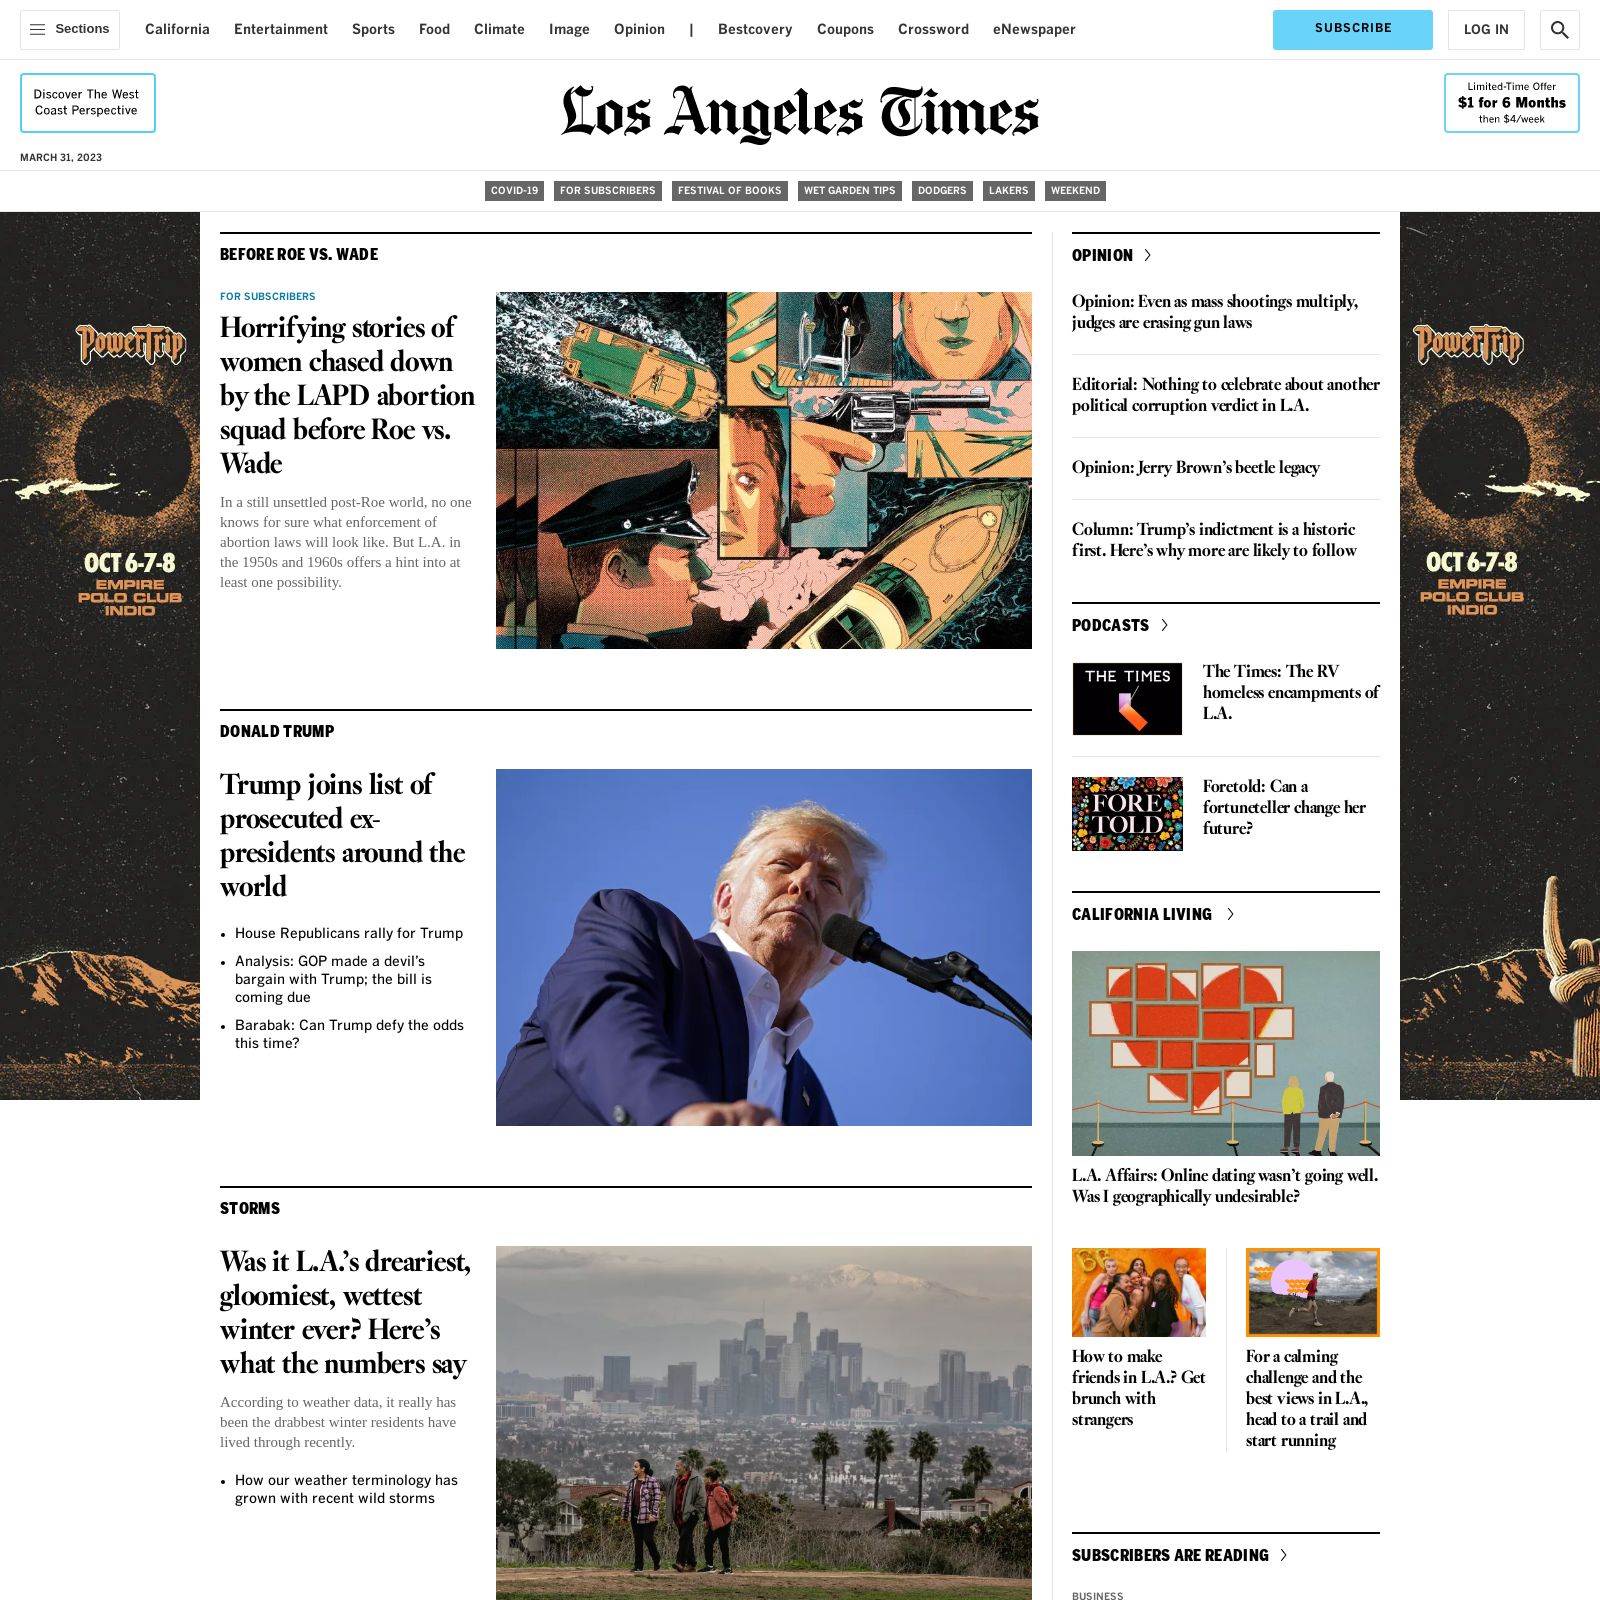 Sections
California
Entertainment
Sports
Food
Climate
Image
Opinion
|
Bestcovery
Coupons
Crossword
eNewspaper
SUBSCRIBE
LOG IN
Discover The West
Coast Perspective
Los Angeles Times
Limited-Time Offer
$1 for 6 Months
then $4/week
MARCH 31, 2023
COVID-19
FOR SUBSCRIBERS
FESTIVAL OF BOOKS
WET GARDEN TIPS
DODGERS
LAKERS
WEEKEND
PowerTrip
OCT 6-7-8
EMPIRE
POLO CLUB
INDIO
BEFORE ROE VS. WADE
FOR SUBSCRIBERS
Horrifying stories of
women chased down
by the LAPD abortion
squad before Roe vs.
Wade
In a still unsettled post-Roe world, no one
knows for sure what enforcement of
abortion laws will look like. But L.A. in
the 1950s and 1960s offers a hint into at
least one possibility.
DONALD TRUMP
Trump joins list of
prosecuted ex-
presidents around the
world
• House Republicans rally for Trump
• Analysis: GOP made a devil’s
bargain with Trump; the bill is
coming due
• Barabak: Can Trump defy the odds
this time?
STORMS
Was it L.A.’s dreariest,
gloomiest, wettest
winter ever? Here’s
what the numbers say
According to weather data, it really has
been the drabbest winter residents have
lived through recently.
• How our weather terminology has
grown with recent wild storms
OPINION
Opinion: Even as mass shootings multiply,
judges are erasing gun laws
Editorial: Nothing to celebrate about another
political corruption verdict in L.A.
Opinion: Jerry Brown’s beetle legacy
Column: Trump’s indictment is a historic
first. Here’s why more are likely to follow
PODCASTS
THE TIMES
The Times: The RV
homeless encampments of
L.A.
FORE
TOLD
Foretold: Can a
fortuneteller change her
future?
CALIFORNIA LIVING
L.A. Affairs: Online dating wasn’t going well.
Was I geographically undesirable?
How to make
friends in L.A.? Get
brunch with
strangers
For a calming
challenge and the
best views in L.A.,
head to a trail and
start running
SUBSCRIBERS ARE READING
BUSINESS
PowerTrip
OCT 6-7-8
EMPIRE
POLO CLUB
INDIO